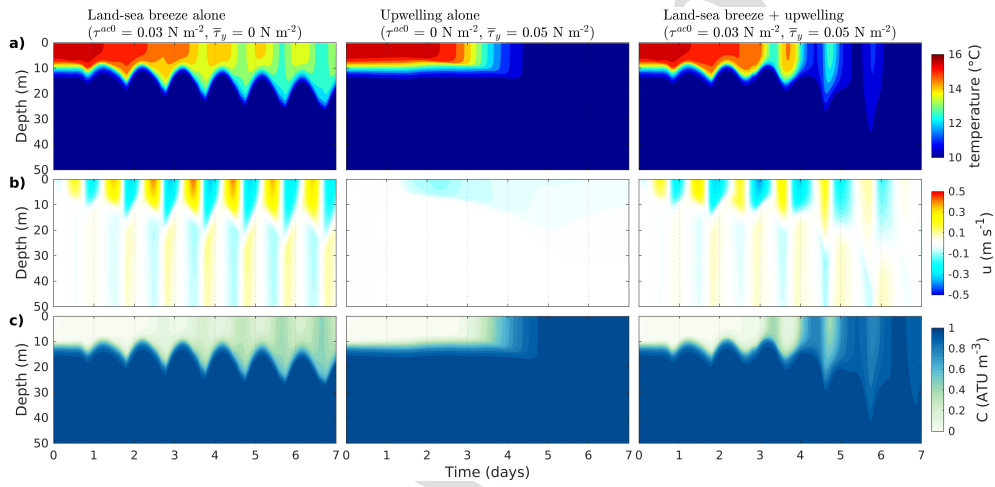 Land-sea breeze alone
(τ^ac0 = 0.03 N m-2, τ̅_y = 0 N m-2)
Upwelling alone
(τ^ac0 = 0 N m-2, τ̅_y = 0.05 N m-2)
Land-sea breeze + upwelling
(τ^ac0 = 0.03 N m-2, τ̅_y = 0.05 N m-2)
a)
Depth (m)
0
10
20
30
40
50
16
14
12
10
temperature (°C)
b)
Depth (m)
0
10
20
30
40
50
0.5
0.3
0.1
-0.1
-0.3
-0.5
u (m s-1)
c)
Depth (m)
0
10
20
30
40
50
1
0.8
0.6
0.4
0.2
0
C (ATU m-3)
0 1 2 3 4 5 6 7
0 1 2 3 4 5 6 7
0 1 2 3 4 5 6 7
Time (days)